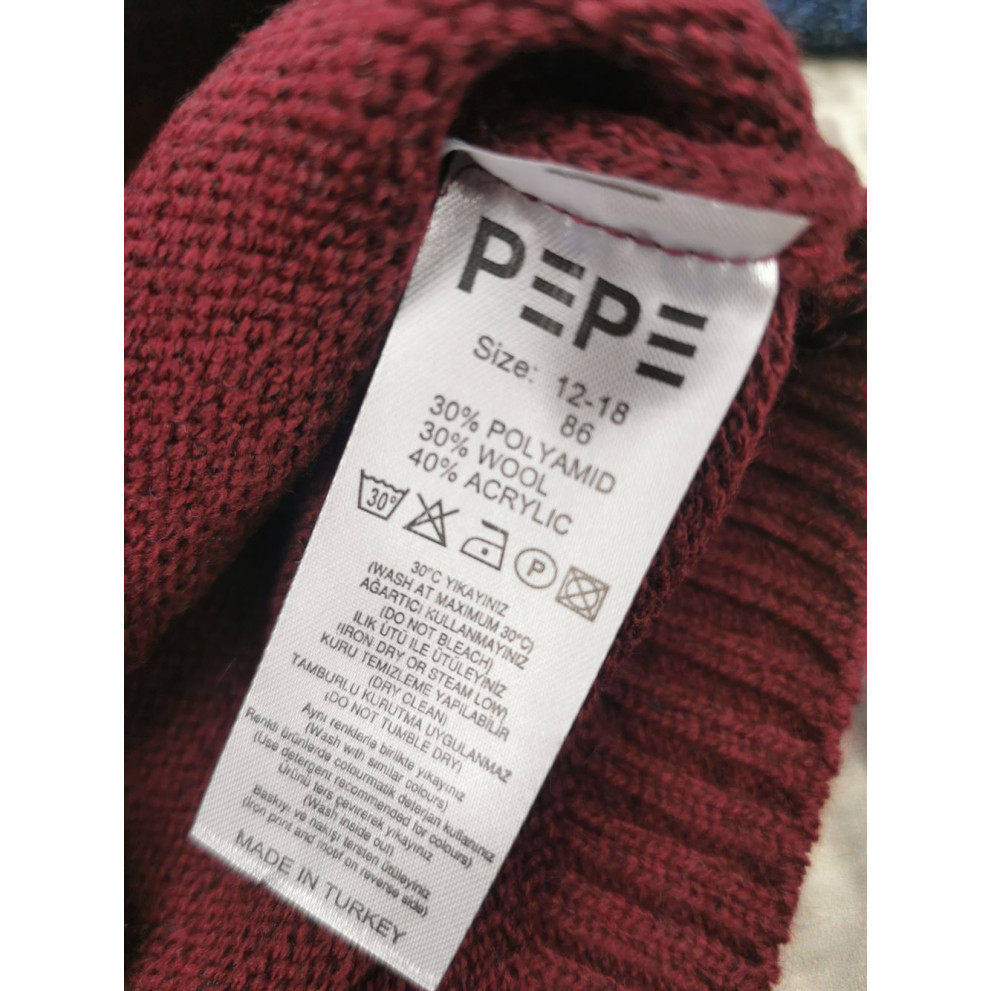 PEPE
Size: 12-18
86
30% POLYAMID
30% WOOL
40% ACRYLIC
30° P
30°C YIKAYINIZ
(WASH AT MAXIMUM 30°C)
AĞARTICI KULLANMAYINIZ
(DO NOT BLEACH)
ILIK ÜTÜ ILE ÜTÜLEYİNİZ
(IRON DRY OR STEAM LOW)
KURU TEMİZLEME YAPILABİLİR
(DRY CLEAN)
TAMBURLU KURUTMA UYGULANMAZ
(DO NOT TUMBLE DRY)
Aynı renklerle birlikte yıkayınız
(Wash with similar colours)
Renkli ürünlerde colourmatik deterjan kullanınız
(Use detergent recommended for colours)
Ürünü ters çevirerek yıkayınız
(Wash inside out)
Baskıyı ve nakışı tersten ütüleyiniz
(Iron print and motif on reverse side)
MADE IN TURKEY